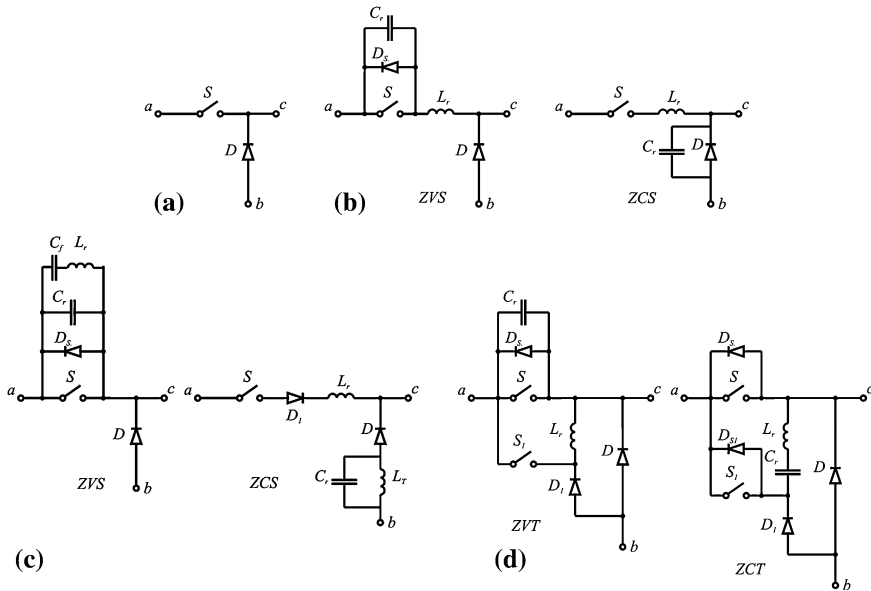 a
S
c
D
b
(a)
C_r
D_S.
S
L_r
a
c
D
b
(b)
ZVS
a
S
L_r
c
C_r
D
b
ZCS
C_f
L_r
C_r
D_S.
S
a
c
D
b
ZVS
(c)
a
S
D_1
L_r
c
D
C_r
L_T
b
ZCS
C_r
D_S.
S
a
c
L_r
S_1
D
D_1
b
ZVT
(d)
D_S.
S
a
c
L_r
D_S1
C_r
S_1
D
D_1
b
ZCT